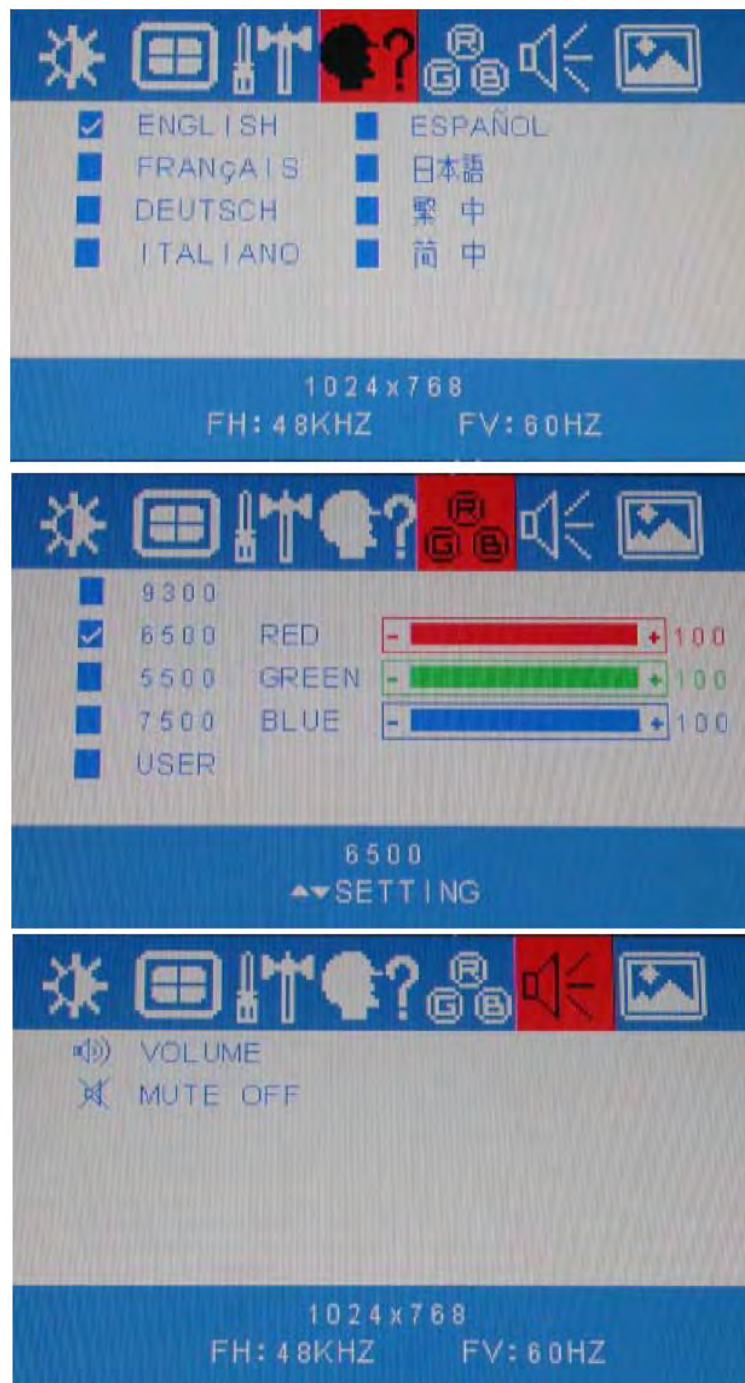 ?
R
G B
ENGLISH ESPAÑOL
FRANçAIS 日本語
DEUTSCH 繁 中
ITALIANO 简 中
1024x768
FH:48KHZ FV:60HZ
?
R
G B
9300
6500 RED - + 100
5500 GREEN - + 100
7500 BLUE - + 100
USER
6500
▲▼SETTING
?
R
G B
VOLUME
MUTE OFF
1024x768
FH:48KHZ FV:60HZ